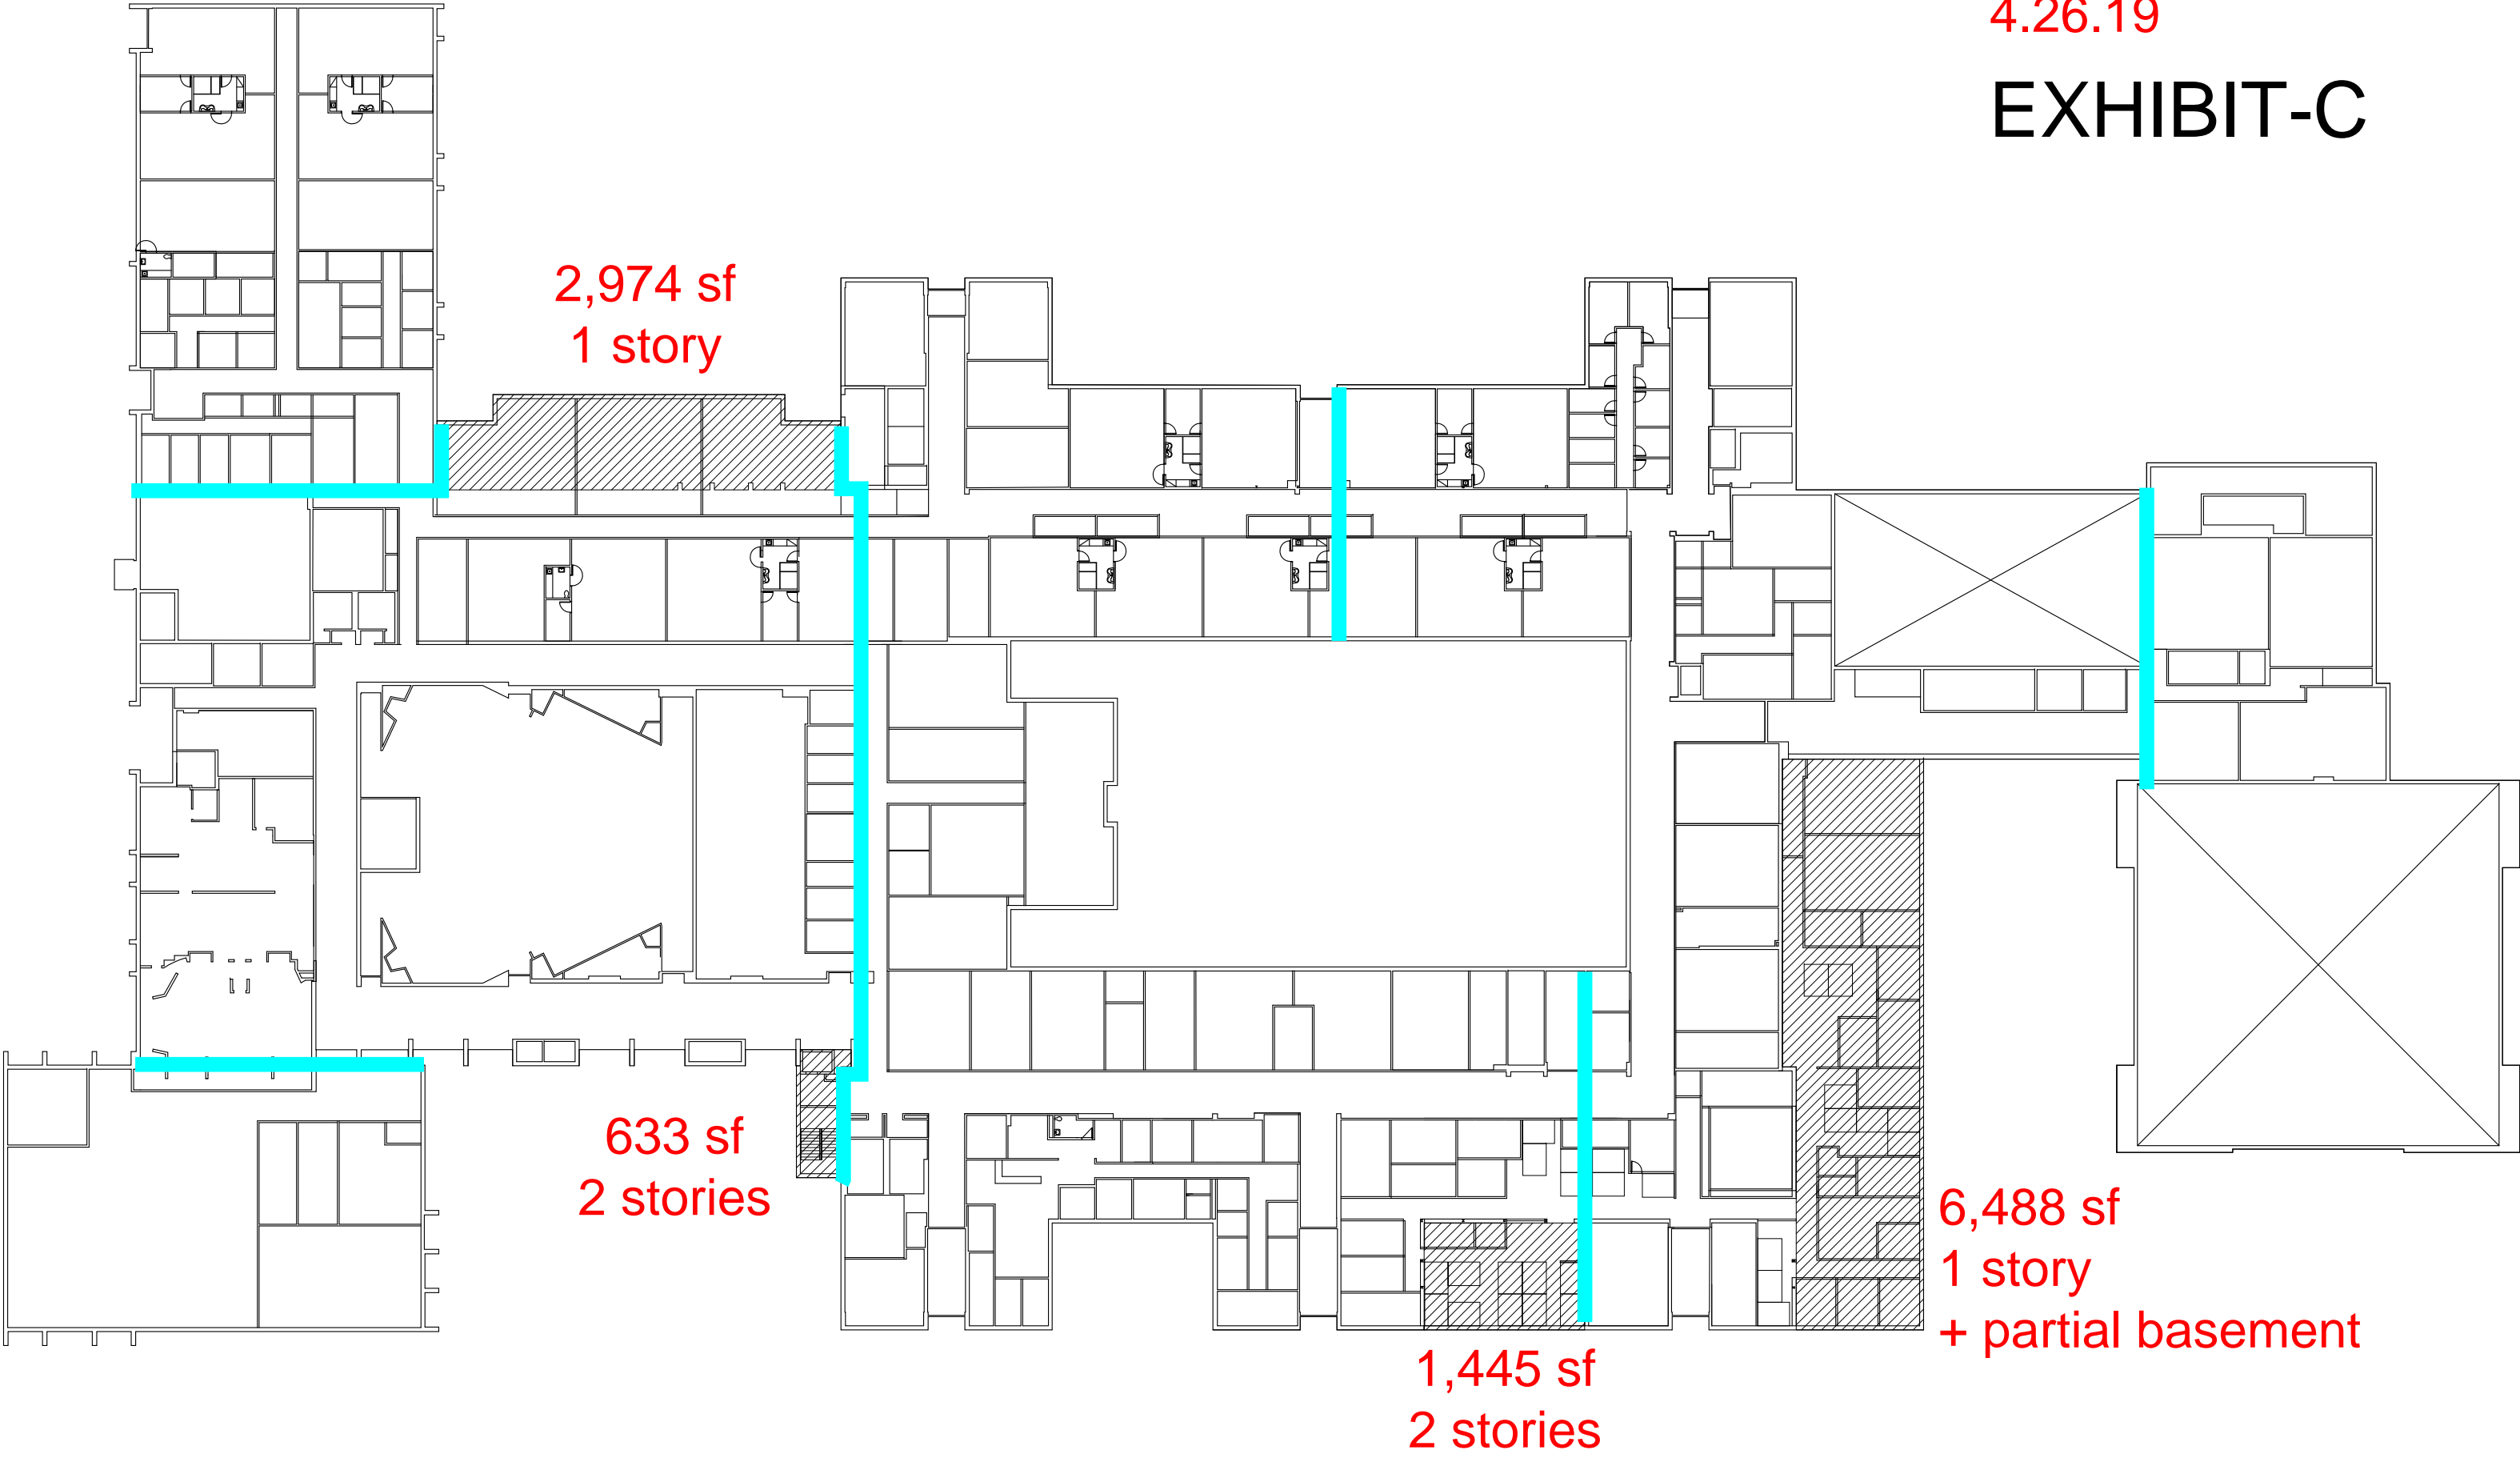 4.26.19
EXHIBIT-C
2,974 sf
1 story
633 sf
2 stories
6,488 sf
1 story
+ partial basement
1,445 sf
2 stories